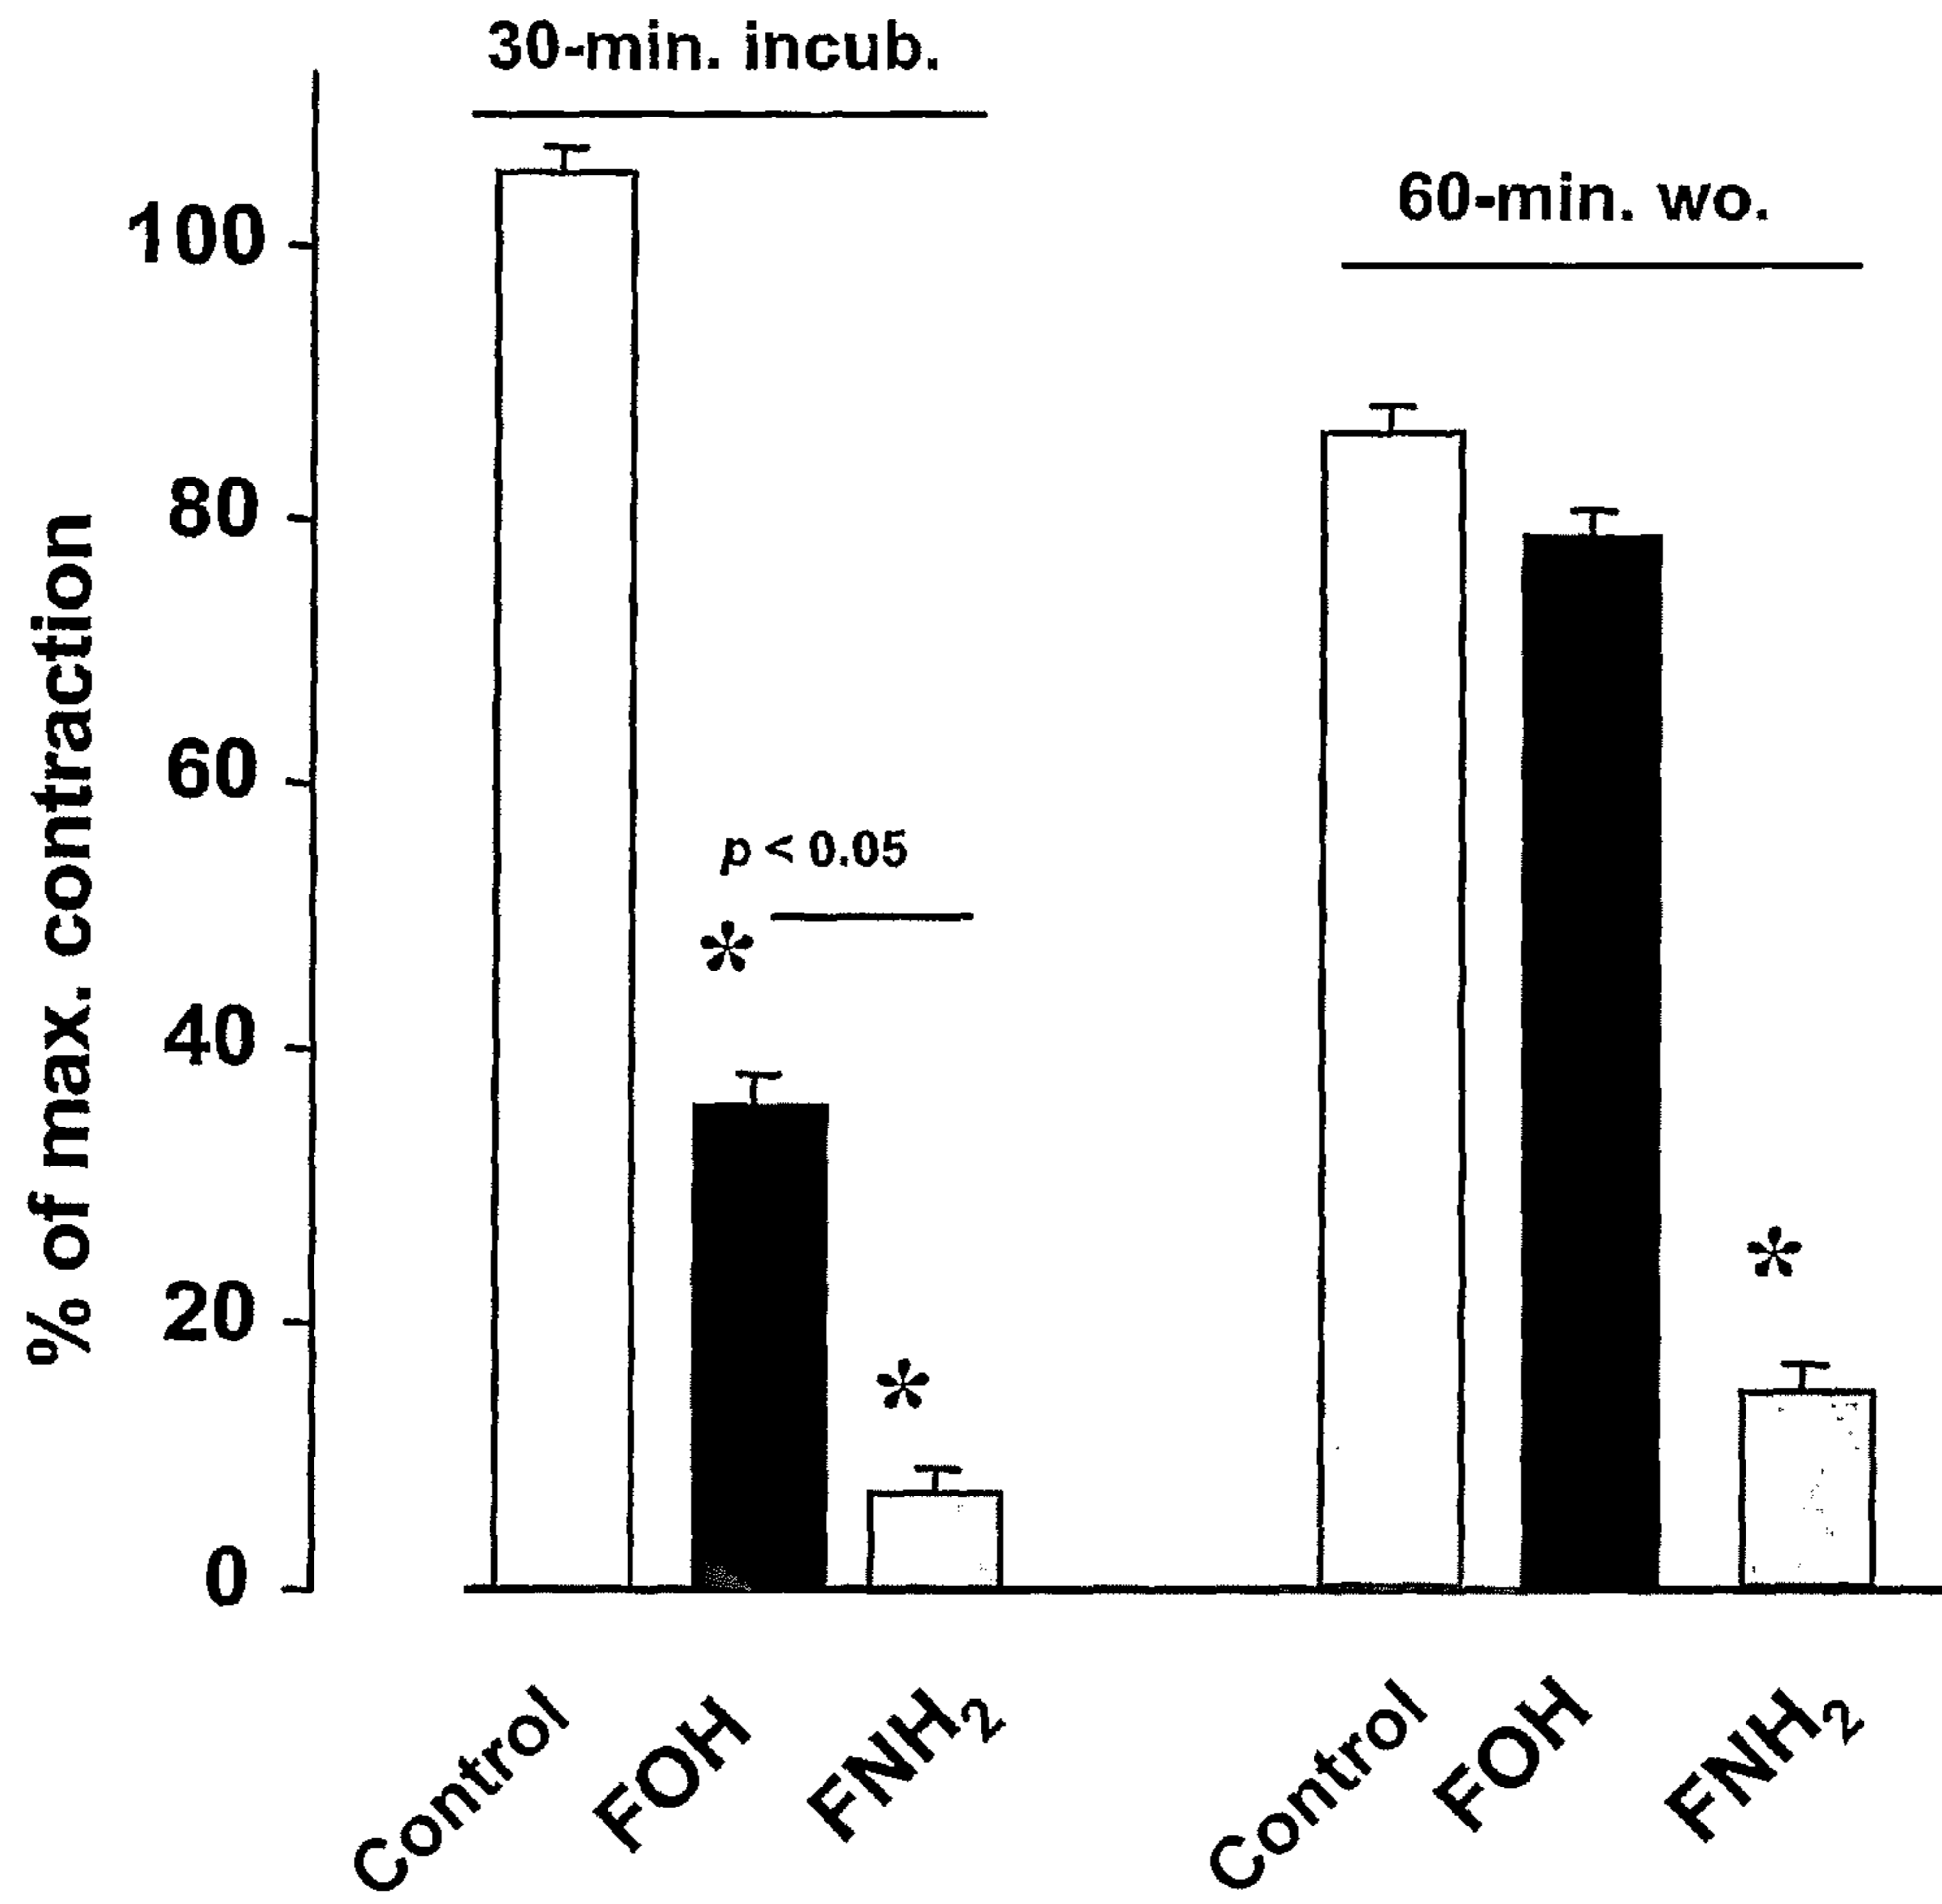 30-min. incub.
60-min. wo.
% of max. contraction
100
80
60
40
20
0
p < 0.05
*
*
*
Control
FOH
FNH₂
Control
FOH
FNH₂